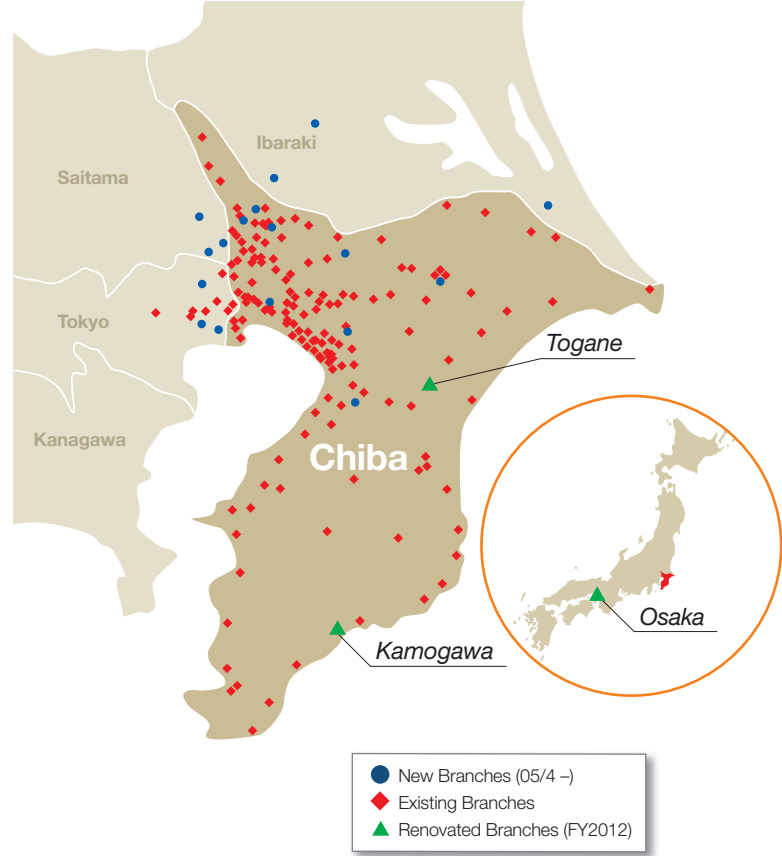 Ibaraki
Saitama
Tokyo
Togane
Kanagawa
Chiba
Osaka
Kamogawa
New Branches (05/4 –)
Existing Branches
Renovated Branches (FY2012)